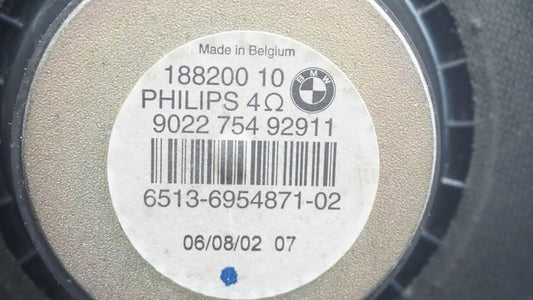 Made in Belgium
188200 10 BMW
PHILIPS 4Ω
9022 754 92911
6513-6954871-02
06/08/02 07